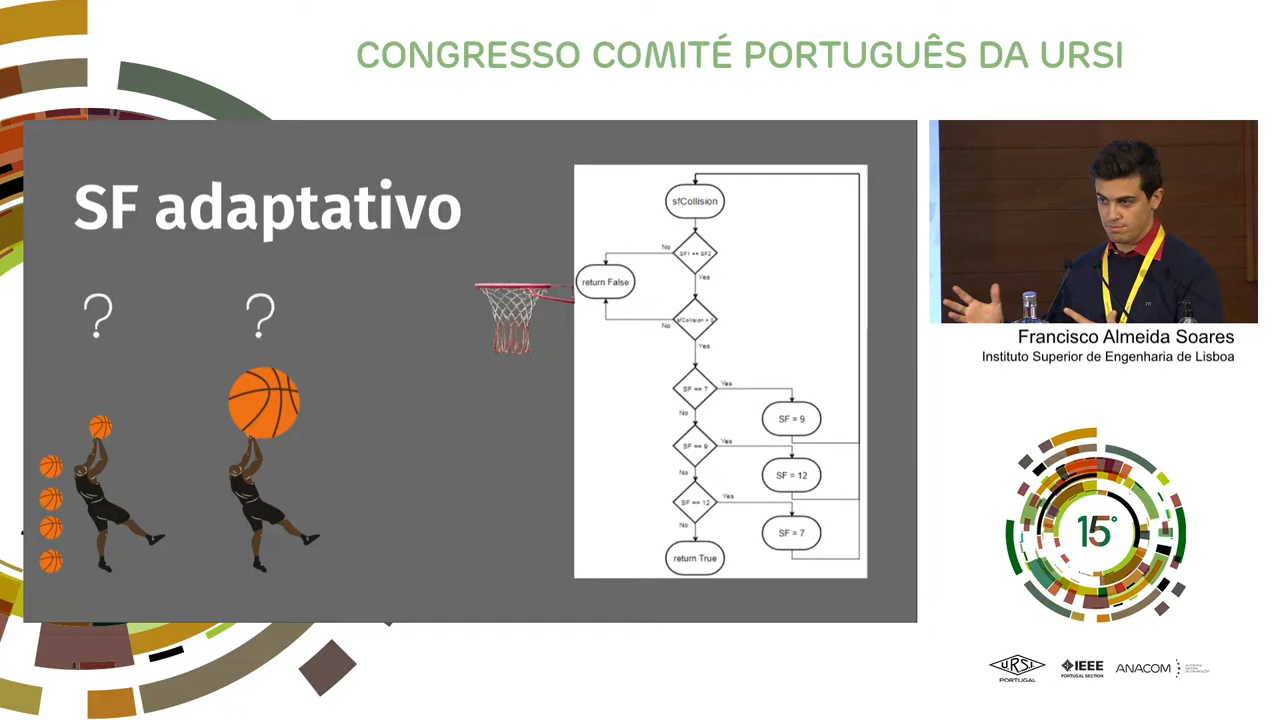 CONGRESSO COMITÉ PORTUGUÊS DA URSI
SF adaptativo
?
?
sfCollision
No
SF1 == SF2
Yes
return False
No
Yes
SF == 7
Yes
No
SF = 9
SF == 9
Yes
No
SF = 12
SF == 12
Yes
No
SF = 7
return True
Francisco Almeida Soares
Instituto Superior de Engenharia de Lisboa
15°
URSI
PORTUGAL
IEEE
PORTUGAL SECTION
ANACOM